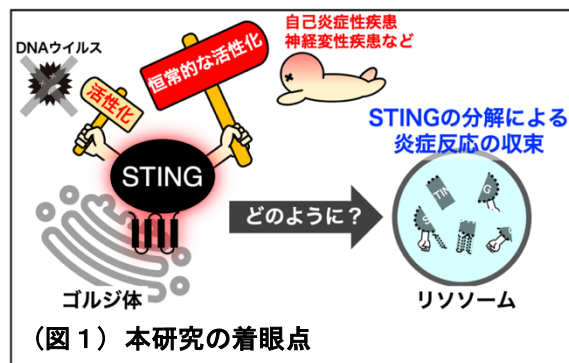 DNAウイルス
活性化
恒常的な活性化
自己炎症性疾患
神経変性疾患など
STING
STINGの分解による
炎症反応の収束
どのように？
TIN
G
S
ゴルジ体
リソソーム
（図１）本研究の着眼点